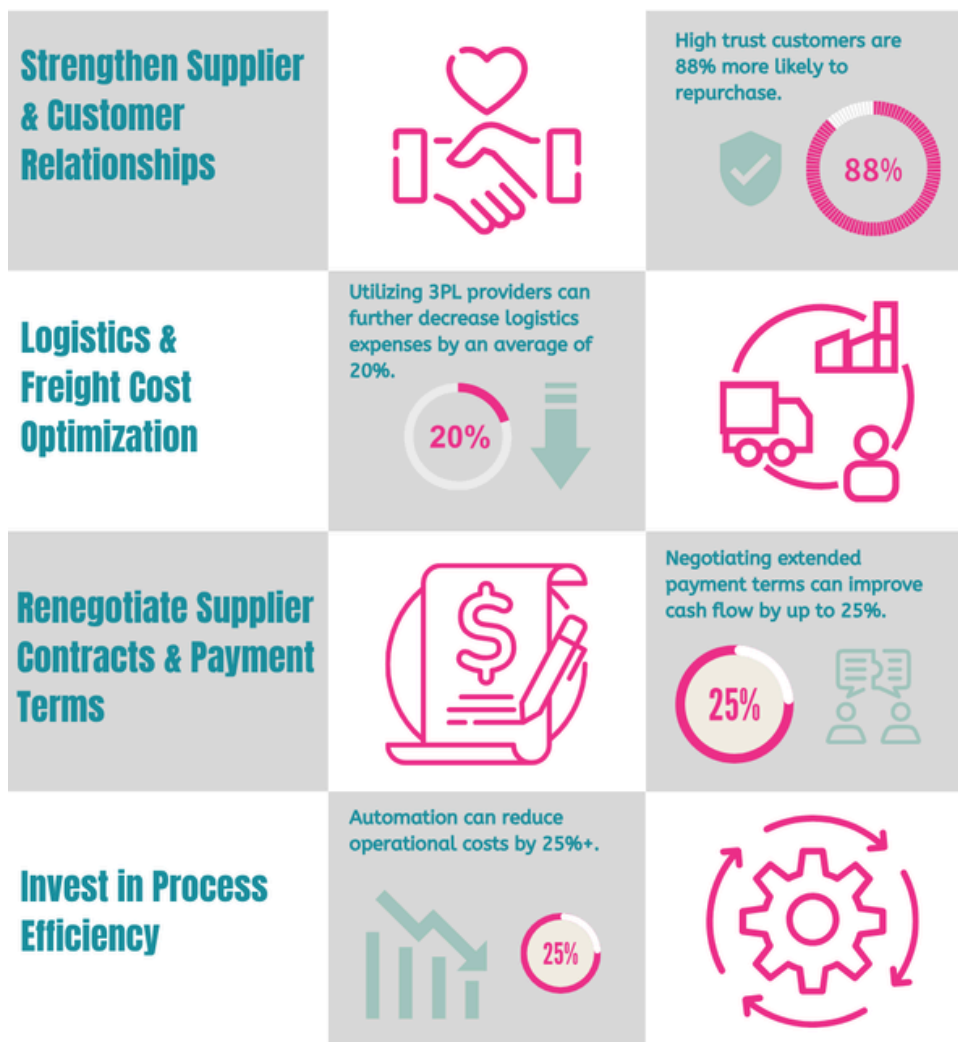 Strengthen Supplier
& Customer
Relationships
High trust customers are
88% more likely to
repurchase.
88%
Logistics &
Freight Cost
Optimization
Utilizing 3PL providers can
further decrease logistics
expenses by an average of
20%.
20%
Renegotiate Supplier
Contracts & Payment
Terms
$
Negotiating extended
payment terms can improve
cash flow by up to 25%.
25%
Invest in Process
Efficiency
Automation can reduce
operational costs by 25%+.
25%